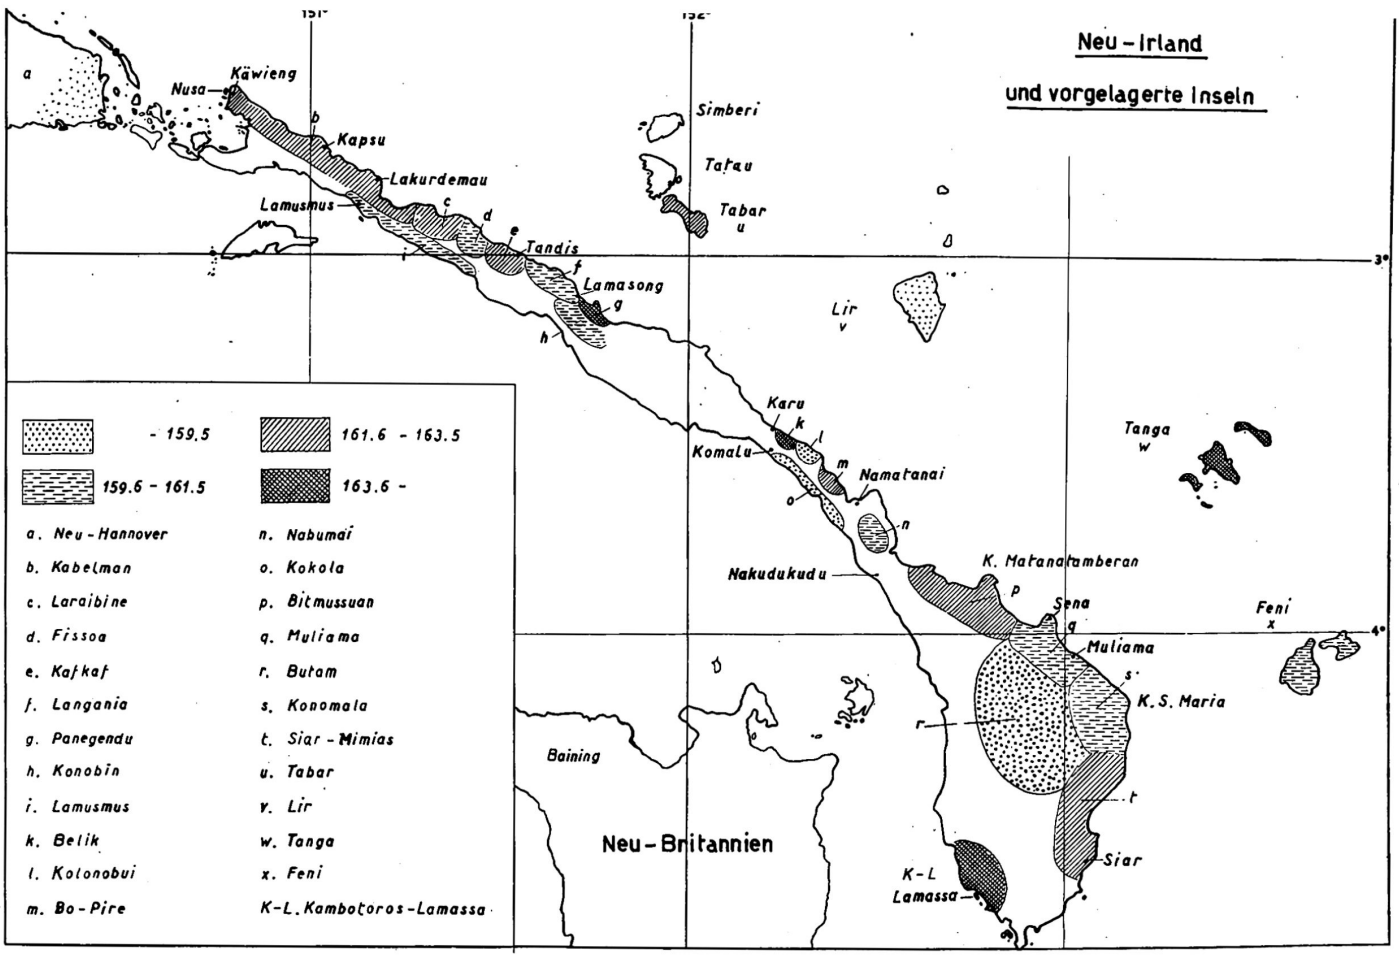 151°
152°
Neu-Irland
und vorgelagerte Inseln
a
Nusa
Käwieng
b
Kapsu
Lakurdemau
Lamusmus
c
d
e
Tandis
i
f
Lamasong
g
h
Simberi
Tatau
Tabar
u
3°
Lir
v
Karu
k
l
Komalu
m
Namatanai
o
n
Tanga
w
Nakudukudu
K. Matanatamberan
p
Sena
q
Feni
x
4°
Muliama
s
K.S. Maria
r
Baining
t
Neu-Britannien
Siar
K-L
Lamassa
- 159.5
161.6 - 163.5
159.6 - 161.5
163.6 -
a. Neu-Hannover
b. Kabelman
c. Laraibine
d. Fissoa
e. Kafkaf
f. Langania
g. Panegendu
h. Konobin
i. Lamusmus
k. Belik
l. Kolonobui
m. Bo-Pire
n. Nabumai
o. Kokola
p. Bitmussuan
q. Muliama
r. Butam
s. Konomala
t. Siar-Mimias
u. Tabar
v. Lir
w. Tanga
x. Feni
K-L. Kambotoros-Lamassa